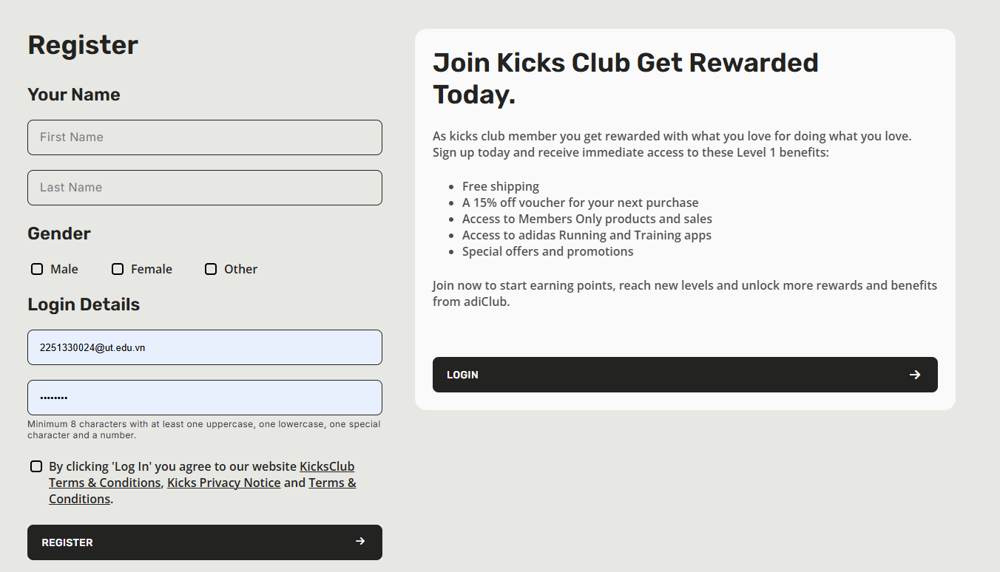 Register
Your Name
First Name
Last Name
Gender
Male Female Other
Login Details
2251330024@ut.edu.vn
••••••••
Minimum 8 characters with at least one uppercase, one lowercase, one special
character and a number.
By clicking 'Log In' you agree to our website KicksClub
Terms & Conditions, Kicks Privacy Notice and Terms &
Conditions.
REGISTER
Join Kicks Club Get Rewarded
Today.
As kicks club member you get rewarded with what you love for doing what you love.
Sign up today and receive immediate access to these Level 1 benefits:
• Free shipping
• A 15% off voucher for your next purchase
• Access to Members Only products and sales
• Access to adidas Running and Training apps
• Special offers and promotions
Join now to start earning points, reach new levels and unlock more rewards and benefits
from adiClub.
LOGIN